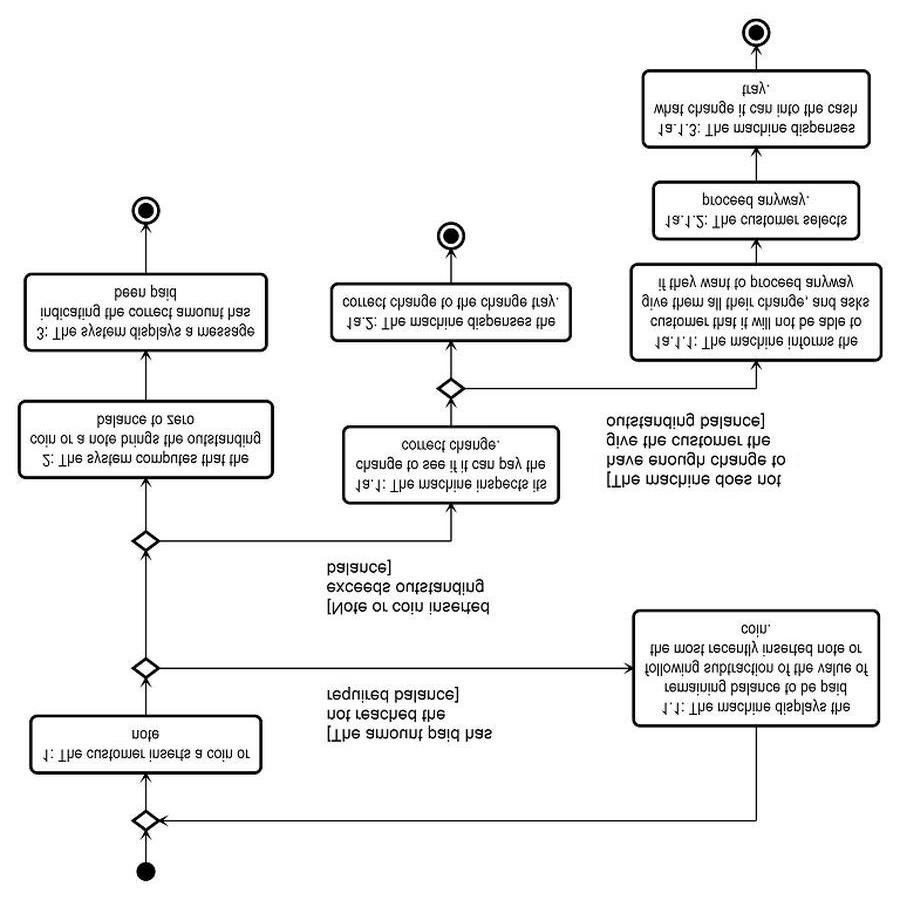 1: The customer inserts a coin or
note
[The amount paid has
not reached the
required balance]
1.1: The machine displays the
remaining balance to be paid
following subtraction of the value of
the most recently inserted note or
coin.
[Note or coin inserted
exceeds outstanding
balance]
2: The system computes that the
coin or a note brings the outstanding
balance to zero
3: The system displays a message
indicating the correct amount has
been paid
1a.1: The machine inspects its
change to see if it can pay the
correct change.
[The machine does not
have enough change to
give the customer the
outstanding balance]
1a.2: The machine dispenses the
correct change to the change tray.
1a.1.1: The machine informs the
customer that it will not be able to
give them all their change, and asks
if they want to proceed anyway
1a.1.2: The customer selects
proceed anyway.
1a.1.3: The machine dispenses
what change it can into the cash
tray.